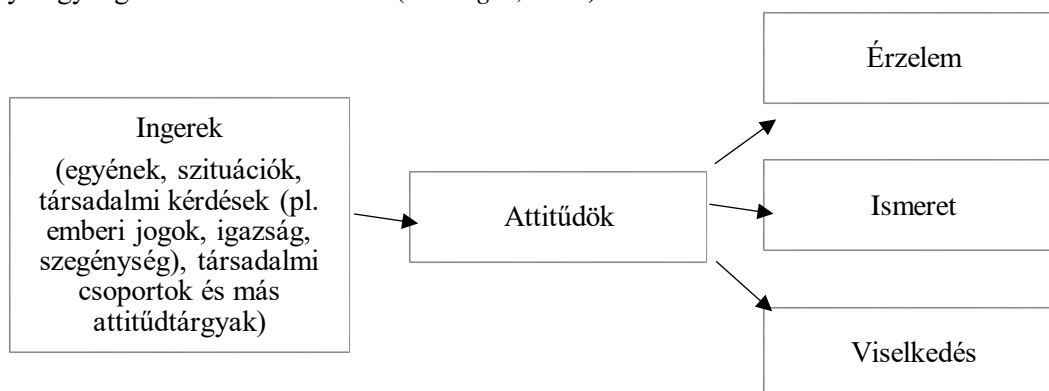 Érzelem
Ingerek
(egyének, szituációk,
társadalmi kérdések (pl.
emberi jogok, igazság,
szegénység), társadalmi
csoportok és más
attitűdtárgyak)
Attitűdök
Ismeret
Viselkedés